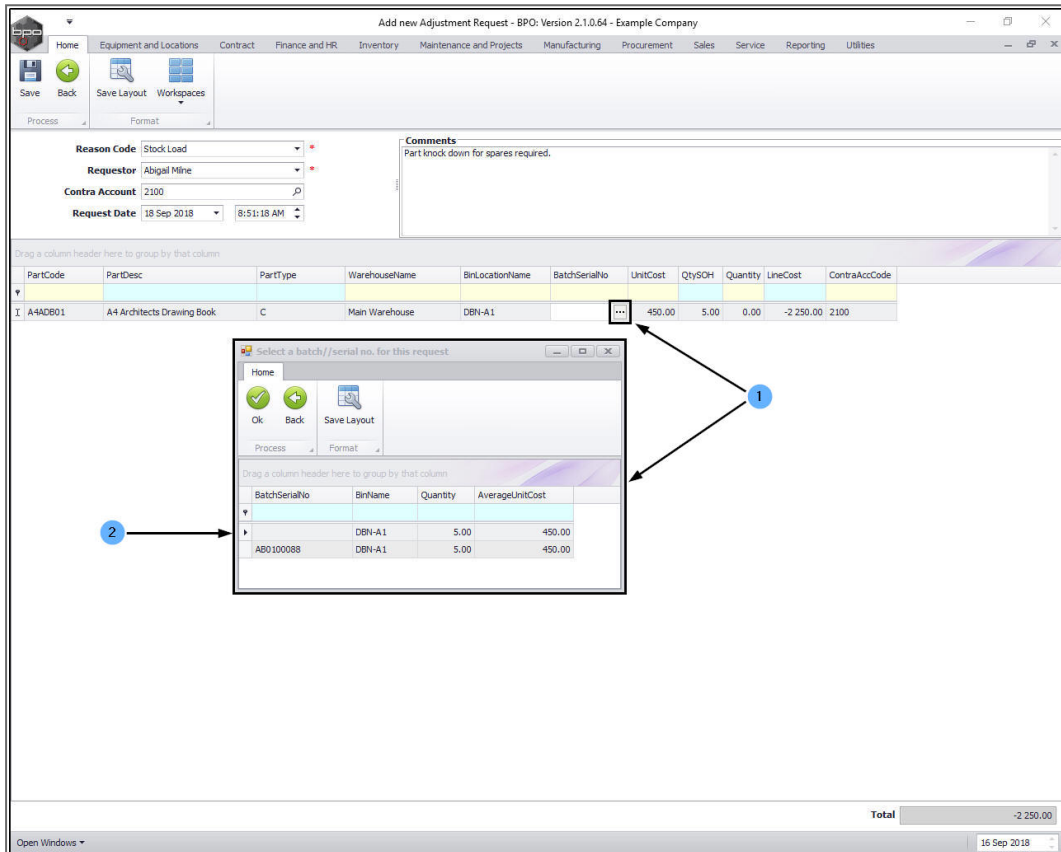 Add new Adjustment Request - BPO: Version 2.1.0.64 - Example Company
bpo
Home Equipment and Locations Contract Finance and HR Inventory Maintenance and Projects Manufacturing Procurement Sales Service Reporting Utilities
Save Back Save Layout Workspaces
Process Format
Reason Code Stock Load *
Requestor Abigail Milne *
Contra Account 2100
Request Date 18 Sep 2018 8:51:18 AM
Comments
Part knock down for spares required.
Drag a column header here to group by that column
PartCode PartDesc PartType WarehouseName BinLocationName BatchSerialNo UnitCost QtySOH Quantity LineCost ContraAccCode
A4ADB01 A4 Architects Drawing Book C Main Warehouse DBN-A1 ... 450.00 5.00 0.00 -2 250.00 2100
Select a batch//serial no. for this request
Home
Ok Back Save Layout
Process Format
Drag a column header here to group by that column
BatchSerialNo BinName Quantity AverageUnitCost
DBN-A1 5.00 450.00
AB0100088 DBN-A1 5.00 450.00
1
2
Total -2 250.00
Open Windows 16 Sep 2018